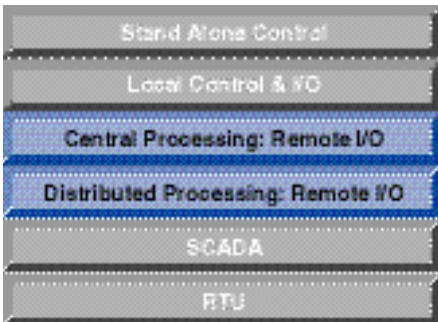 Stand Alone Control
Local Control & I/O
Central Processing: Remote I/O
Distributed Processing: Remote I/O
SCADA
RTU